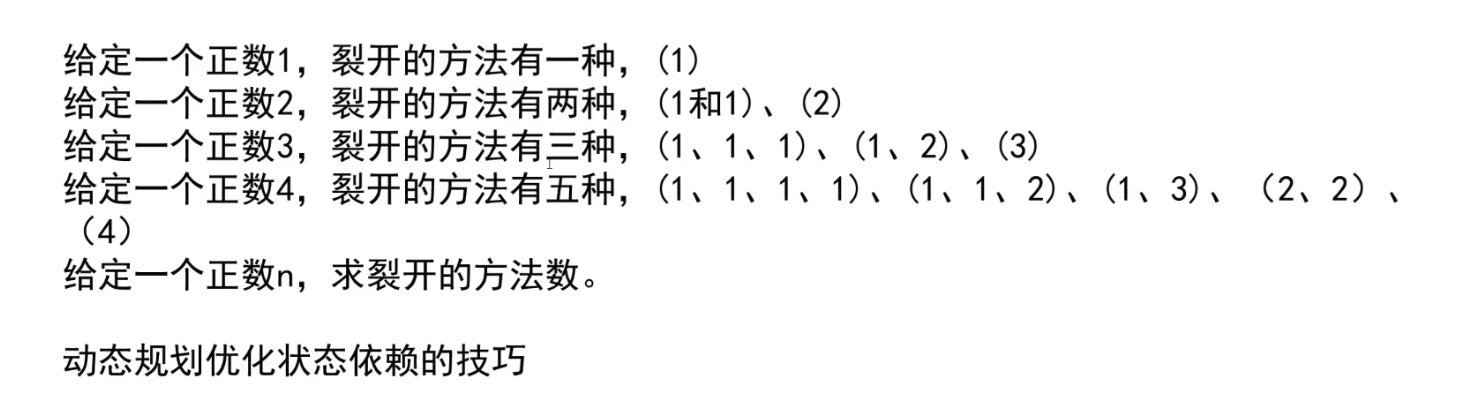 给定一个正数1，裂开的方法有一种，(1)
给定一个正数2，裂开的方法有两种，(1和1)、(2)
给定一个正数3，裂开的方法有三种，(1、1、1)、(1、2)、(3)
给定一个正数4，裂开的方法有五种，(1、1、1、1)、(1、1、2)、(1、3)、（2、2）、
（4）
给定一个正数n，求裂开的方法数。
动态规划优化状态依赖的技巧